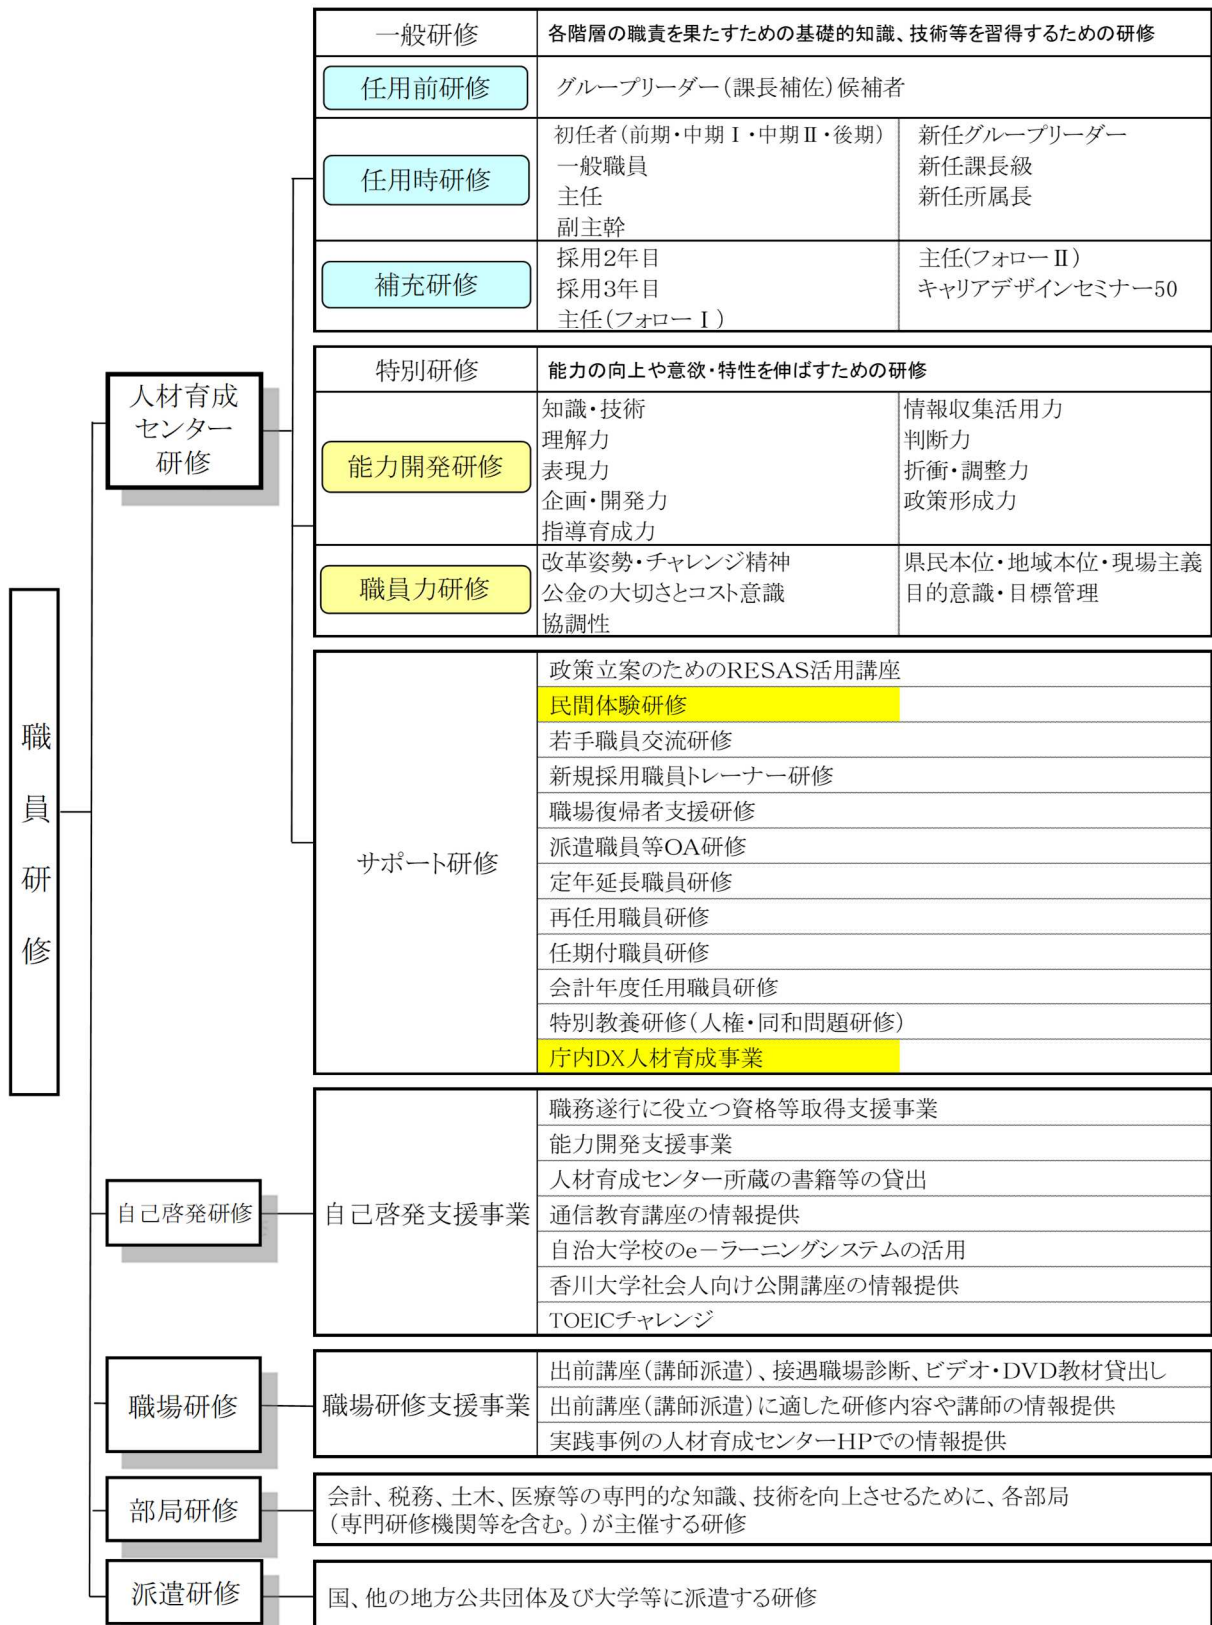 職員研修
人材育成
センター
研修
一般研修
各階層の職責を果たすための基礎的知識、技術等を習得するための研修
任用前研修
グループリーダー(課長補佐)候補者
任用時研修
初任者(前期・中期Ⅰ・中期Ⅱ・後期)
一般職員
主任
副主幹
新任グループリーダー
新任課長級
新任所属長
補充研修
採用2年目
採用3年目
主任(フォローⅠ)
主任(フォローⅡ)
キャリアデザインセミナー50
特別研修
能力の向上や意欲・特性を伸ばすための研修
能力開発研修
知識・技術
理解力
表現力
企画・開発力
指導育成力
情報収集活用力
判断力
折衝・調整力
政策形成力
職員力研修
改革姿勢・チャレンジ精神
公金の大切さとコスト意識
協調性
県民本位・地域本位・現場主義
目的意識・目標管理
サポート研修
政策立案のためのRESAS活用講座
民間体験研修
若手職員交流研修
新規採用職員トレーナー研修
職場復帰者支援研修
派遣職員等OA研修
定年延長職員研修
再任用職員研修
任期付職員研修
会計年度任用職員研修
特別教養研修(人権・同和問題研修)
庁内DX人材育成事業
自己啓発研修
自己啓発支援事業
職務遂行に役立つ資格等取得支援事業
能力開発支援事業
人材育成センター所蔵の書籍等の貸出
通信教育講座の情報提供
自治大学校のe-ラーニングシステムの活用
香川大学社会人向け公開講座の情報提供
TOEICチャレンジ
職場研修
職場研修支援事業
出前講座(講師派遣)、接遇職場診断、ビデオ・DVD教材貸出し
出前講座(講師派遣)に適した研修内容や講師の情報提供
実践事例の人材育成センターHPでの情報提供
部局研修
会計、税務、土木、医療等の専門的な知識、技術を向上させるために、各部局
(専門研修機関等を含む。)が主催する研修
派遣研修
国、他の地方公共団体及び大学等に派遣する研修